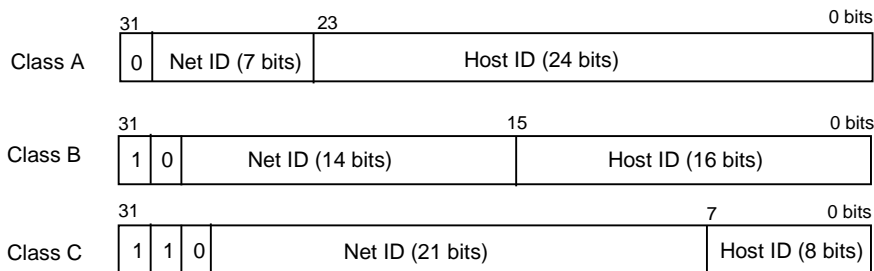 31 23 0 bits
Class A 0 Net ID (7 bits) Host ID (24 bits)
31 15 0 bits
Class B 1 0 Net ID (14 bits) Host ID (16 bits)
31 7 0 bits
Class C 1 1 0 Net ID (21 bits) Host ID (8 bits)